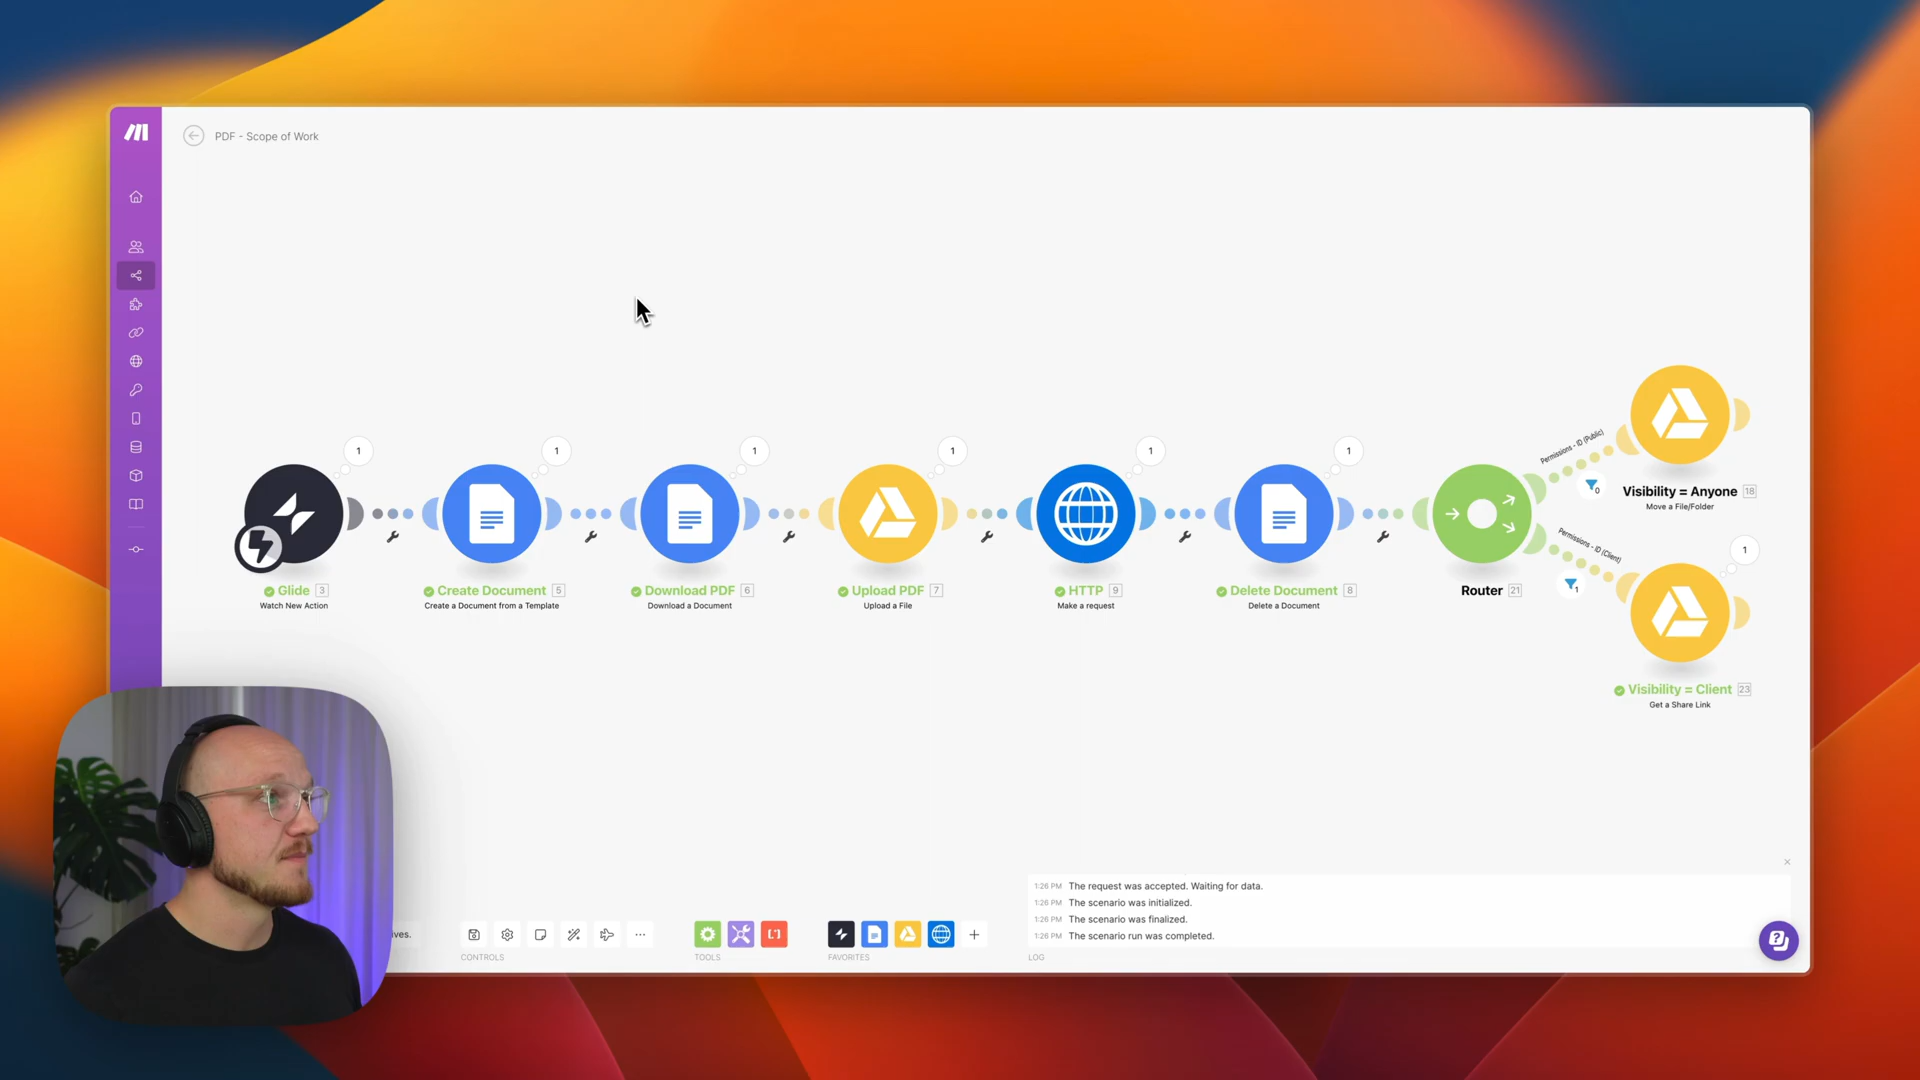 PDF - Scope of Work
1
1
1
1
1
1
Permissions - ID (Public)
0
Visibility = Anyone 18
Move a File/Folder
Permissions - ID (Client)
1
1
Glide 3
Watch New Action
Create Document 5
Create a Document from a Template
Download PDF 6
Download a Document
Upload PDF 7
Upload a File
HTTP 9
Make a request
Delete Document 8
Delete a Document
Router 21
Visibility = Client 23
Get a Share Link
1:26 PM The request was accepted. Waiting for data.
1:26 PM The scenario was initialized.
1:26 PM The scenario was finalized.
1:26 PM The scenario run was completed.
ives.
CONTROLS
TOOLS
FAVORITES
LOG